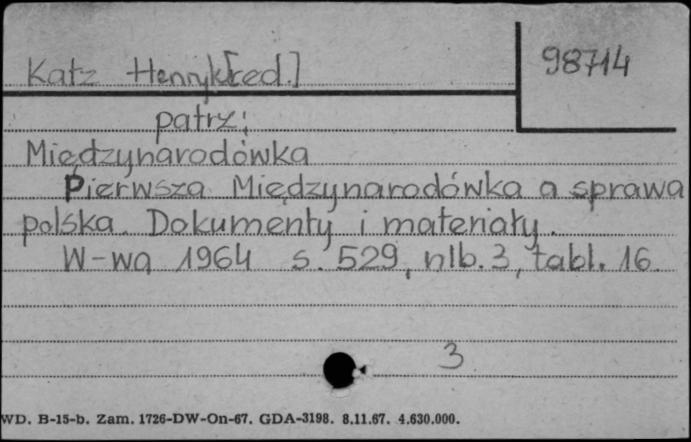 Katz Henryk [red.]
98714
patrz:
Międzynarodówka
Pierwsza Międzynarodówka a sprawa
polska. Dokumenty i materiały.
W-wa 1964 s. 529, nlb. 3, tabl. 16.
3
WD. B-15-b. Zam. 1726-DW-On-67. GDA-3198. 8.11.67. 4.630.000.